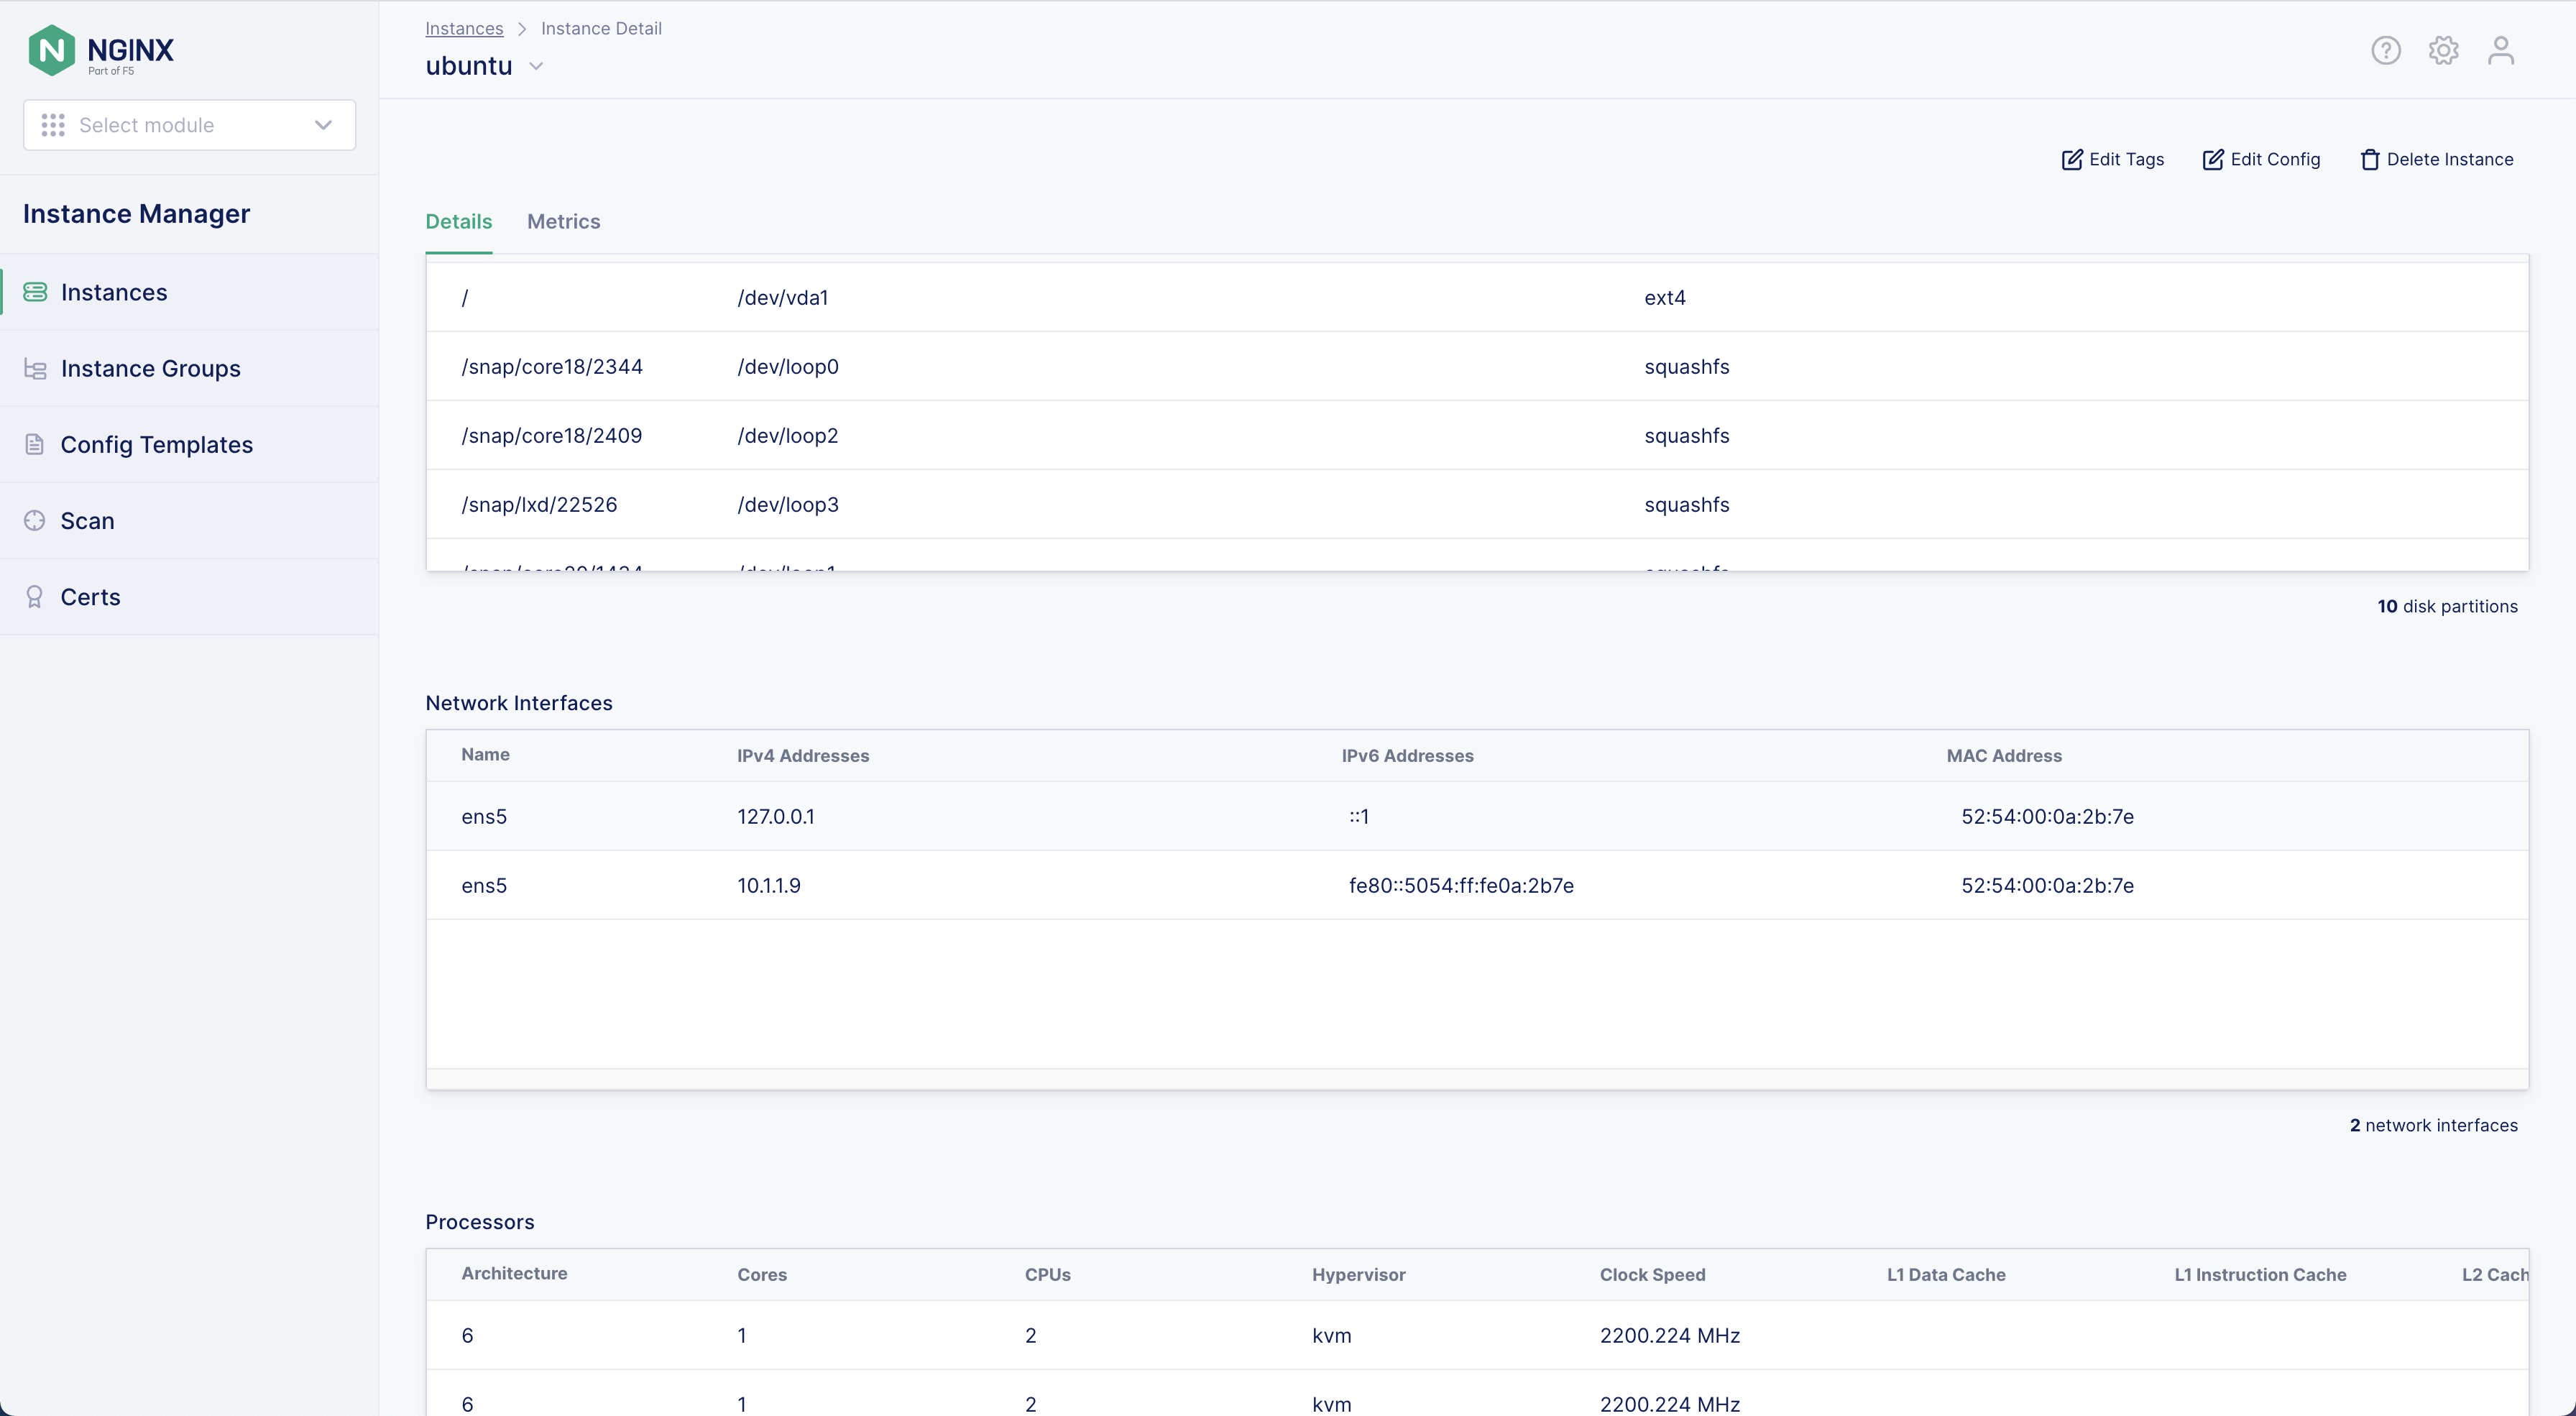 NGINX
Part of F5
Select module
Instance Manager
Instances
Instance Groups
Config Templates
Scan
Certs
Instances > Instance Detail
ubuntu
Edit Tags Edit Config Delete Instance
Details Metrics
/ /dev/vda1 ext4
/snap/core18/2344 /dev/loop0 squashfs
/snap/core18/2409 /dev/loop2 squashfs
/snap/lxd/22526 /dev/loop3 squashfs
/snap/core20/1434 /dev/loop1 squashfs
10 disk partitions
Network Interfaces
Name IPv4 Addresses IPv6 Addresses MAC Address
ens5 127.0.0.1 ::1 52:54:00:0a:2b:7e
ens5 10.1.1.9 fe80::5054:ff:fe0a:2b7e 52:54:00:0a:2b:7e
2 network interfaces
Processors
Architecture Cores CPUs Hypervisor Clock Speed L1 Data Cache L1 Instruction Cache L2 Cach
6 1 2 kvm 2200.224 MHz
6 1 2 kvm 2200.224 MHz